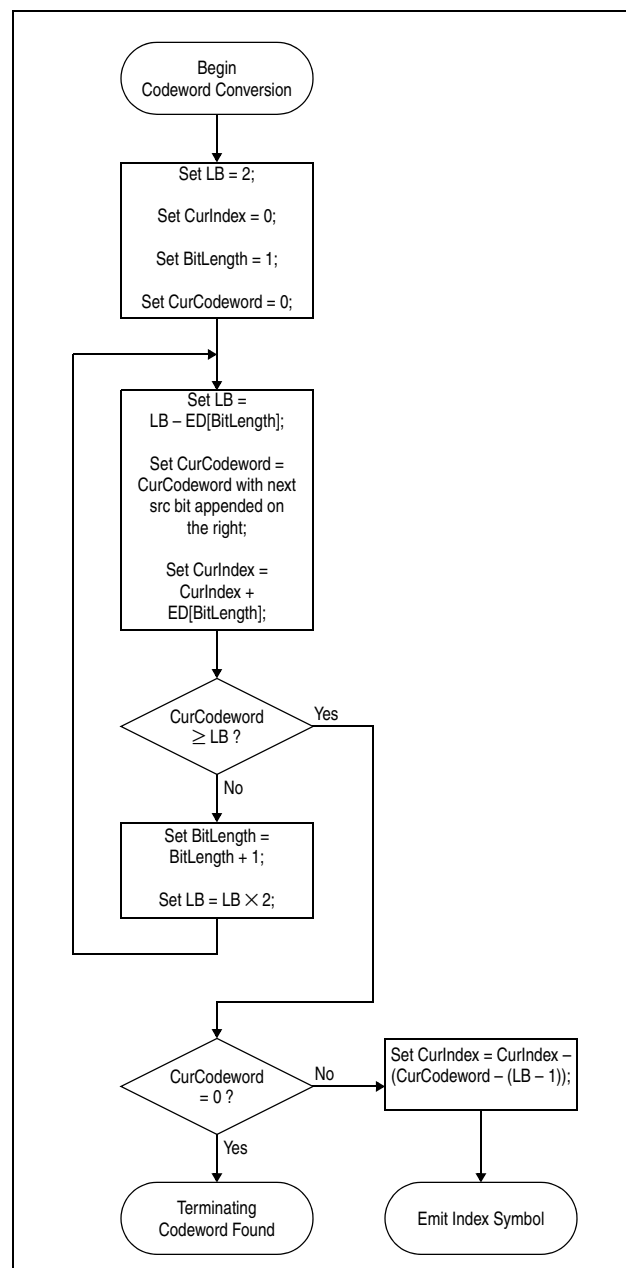 Begin
Codeword Conversion
Set LB = 2;
Set CurIndex = 0;
Set BitLength = 1;
Set CurCodeword = 0;
Set LB =
LB – ED[BitLength];
Set CurCodeword =
CurCodeword with next
src bit appended on
the right;
Set CurIndex =
CurIndex +
ED[BitLength];
CurCodeword
≥ LB ?
Yes
No
Set BitLength =
BitLength + 1;
Set LB = LB × 2;
CurCodeword
= 0 ?
No
Set CurIndex = CurIndex –
(CurCodeword – (LB – 1));
Yes
Terminating
Codeword Found
Emit Index Symbol